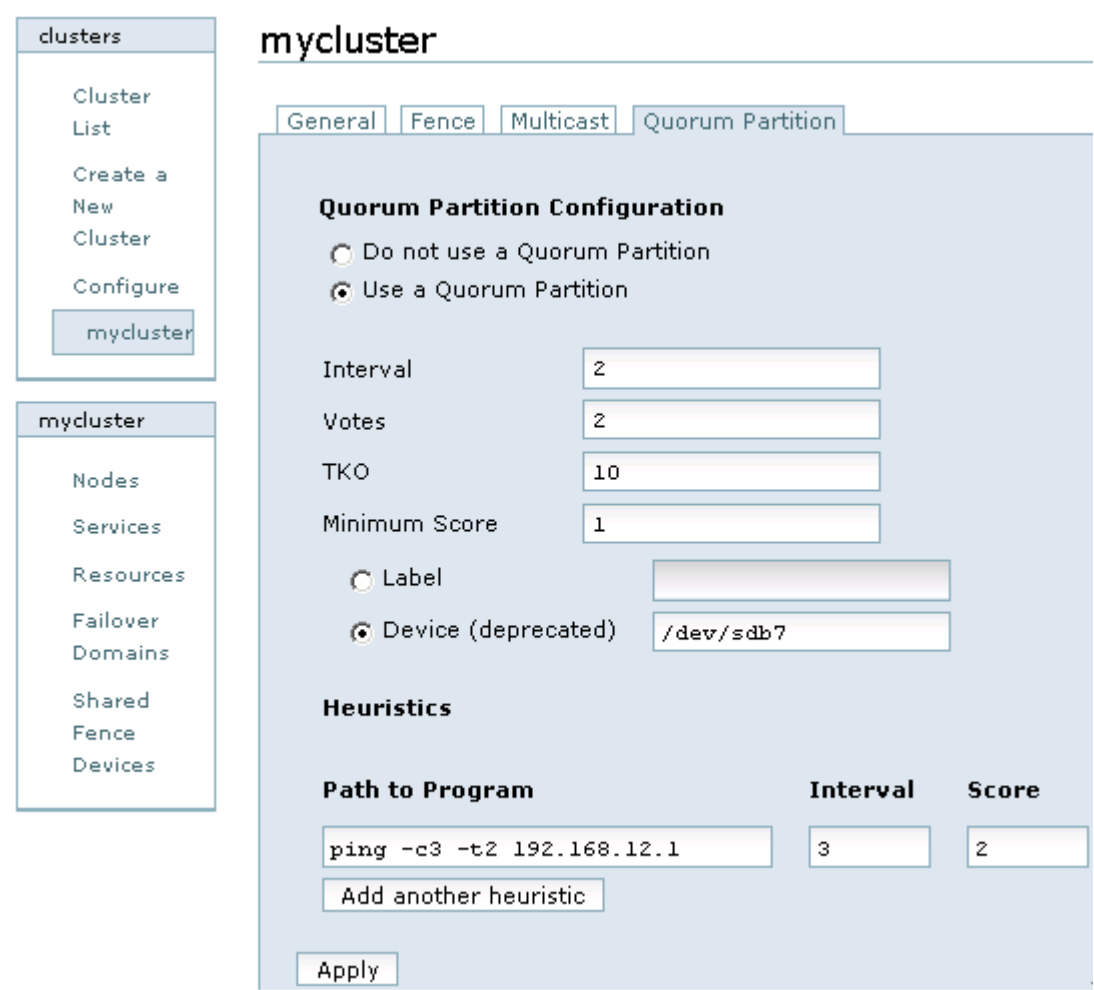 clusters
Cluster
List
Create a
New
Cluster
Configure
mycluster
mycluster
Nodes
Services
Resources
Failover
Domains
Shared
Fence
Devices
mycluster
General Fence Multicast Quorum Partition
Quorum Partition Configuration
Do not use a Quorum Partition
Use a Quorum Partition
Interval 2
Votes 2
TKO 10
Minimum Score 1
Label
Device (deprecated) /dev/sdb7
Heuristics
Path to Program Interval Score
ping -c3 -t2 192.168.12.1 3 2
Add another heuristic
Apply